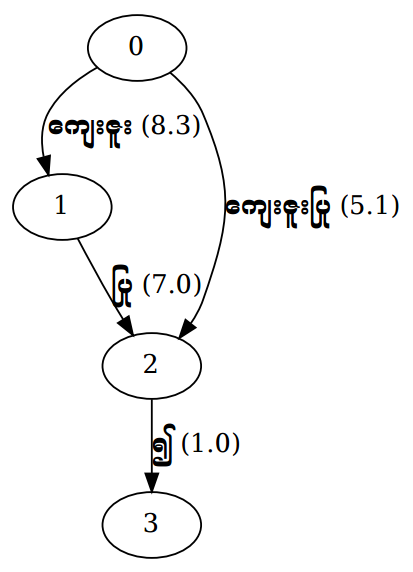 0
ကျေးဇူး (8.3)
1
ကျေးဇူးပြု (5.1)
ပြု (7.0)
2
၍ (1.0)
3